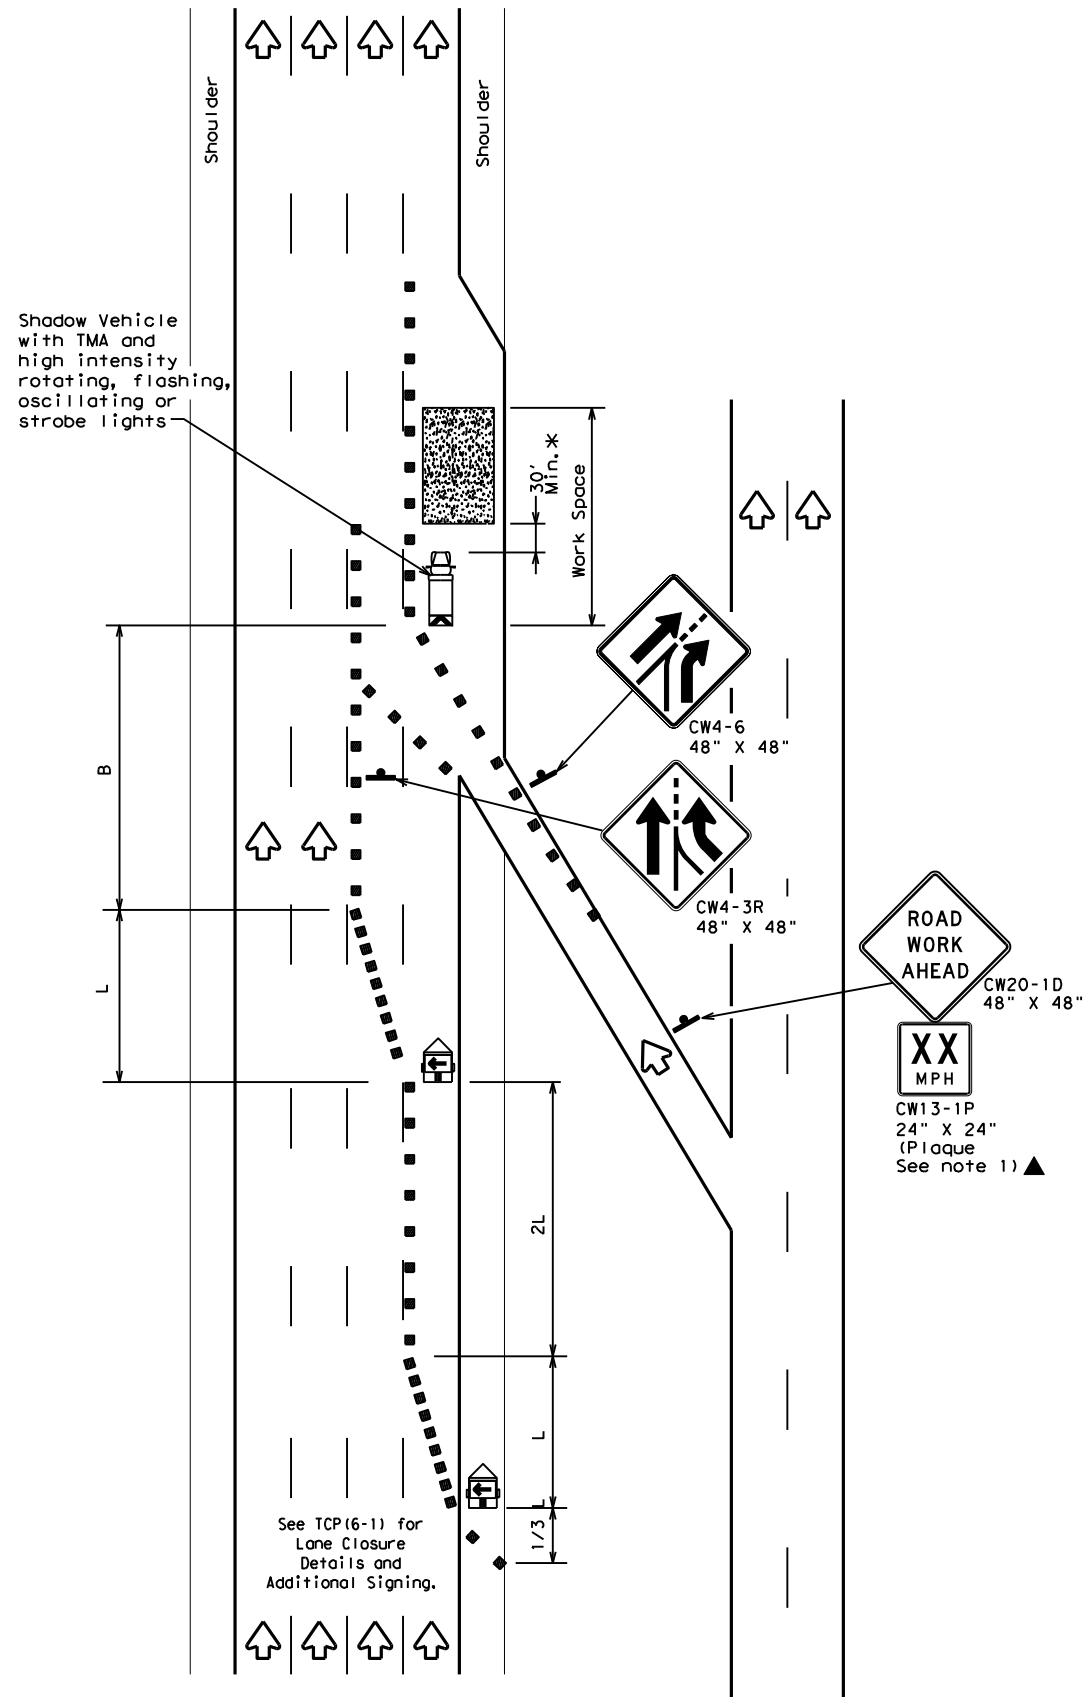 Shoulder
Shoulder
Shadow Vehicle
with TMA and
high intensity
rotating, flashing,
oscillating or
strobe lights
30'
Min.*
Work Space
CW4-6
48" X 48"
B
CW4-3R
48" X 48"
ROAD
WORK
AHEAD
CW20-1D
48" X 48"
XX
MPH
CW13-1P
24" X 24"
(Plaque
See note 1)▲
L
2L
L
1/3 L
See TCP(6-1) for
Lane Closure
Details and
Additional Signing.